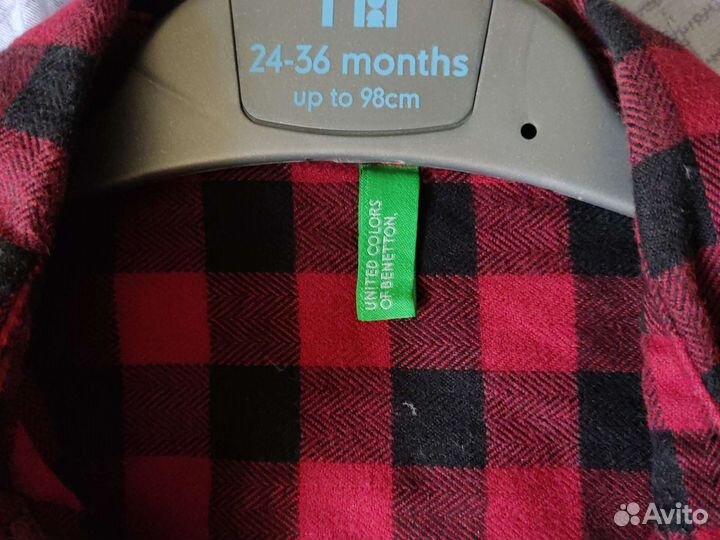 24-36 months
up to 98cm
UNITED COLORS
OF BENETTON.
Avito